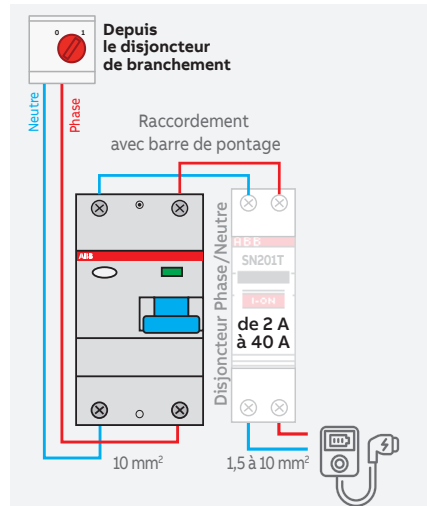 0 1
Depuis
le disjoncteur
de branchement
Neutre
Phase
Raccordement
avec barre de pontage
ABB
Disjoncteur Phase/Neutre
ABB
SN201T
I-ON
de 2 A
à 40 A
10 mm²
1,5 à 10 mm²